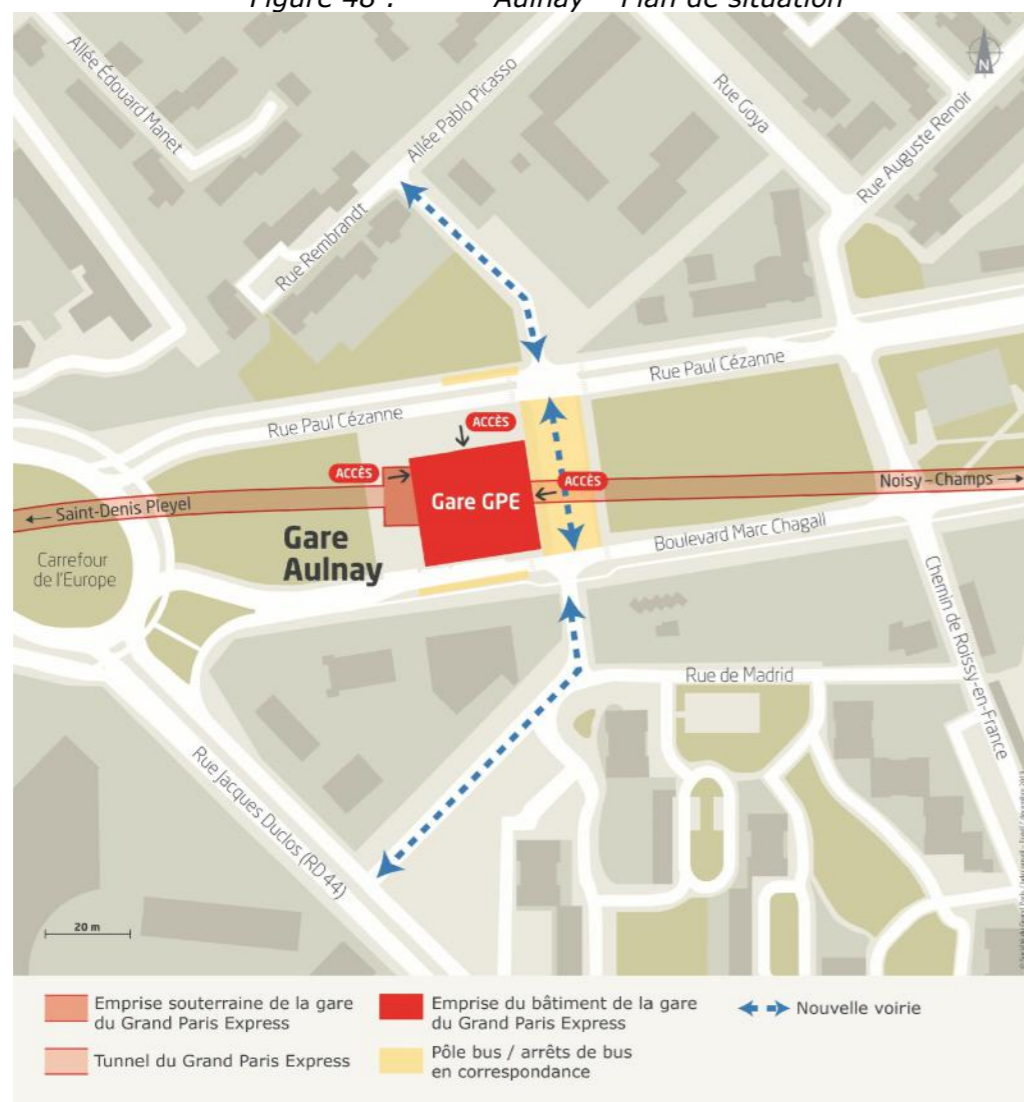 Figure 48 : Aulnay – Plan de situation
Allée Édouard Manet
Allée Pablo Picasso
Rue Goya
Rue Auguste Renoir
N
Rue Rembrandt
Rue Paul Cézanne
Rue Paul Cézanne
ACCÈS
ACCÈS
ACCÈS
Gare GPE
Noisy – Champs →
← Saint-Denis Pleyel
Gare
Aulnay
Boulevard Marc Chagall
Carrefour
de l'Europe
Chemin de Roissy-en-France
Rue de Madrid
Rue Jacques Duclos (RD 44)
20 m
Emprise souterraine de la gare
du Grand Paris Express
Emprise du bâtiment de la gare
du Grand Paris Express
Nouvelle voirie
Tunnel du Grand Paris Express
Pôle bus / arrêts de bus
en correspondance